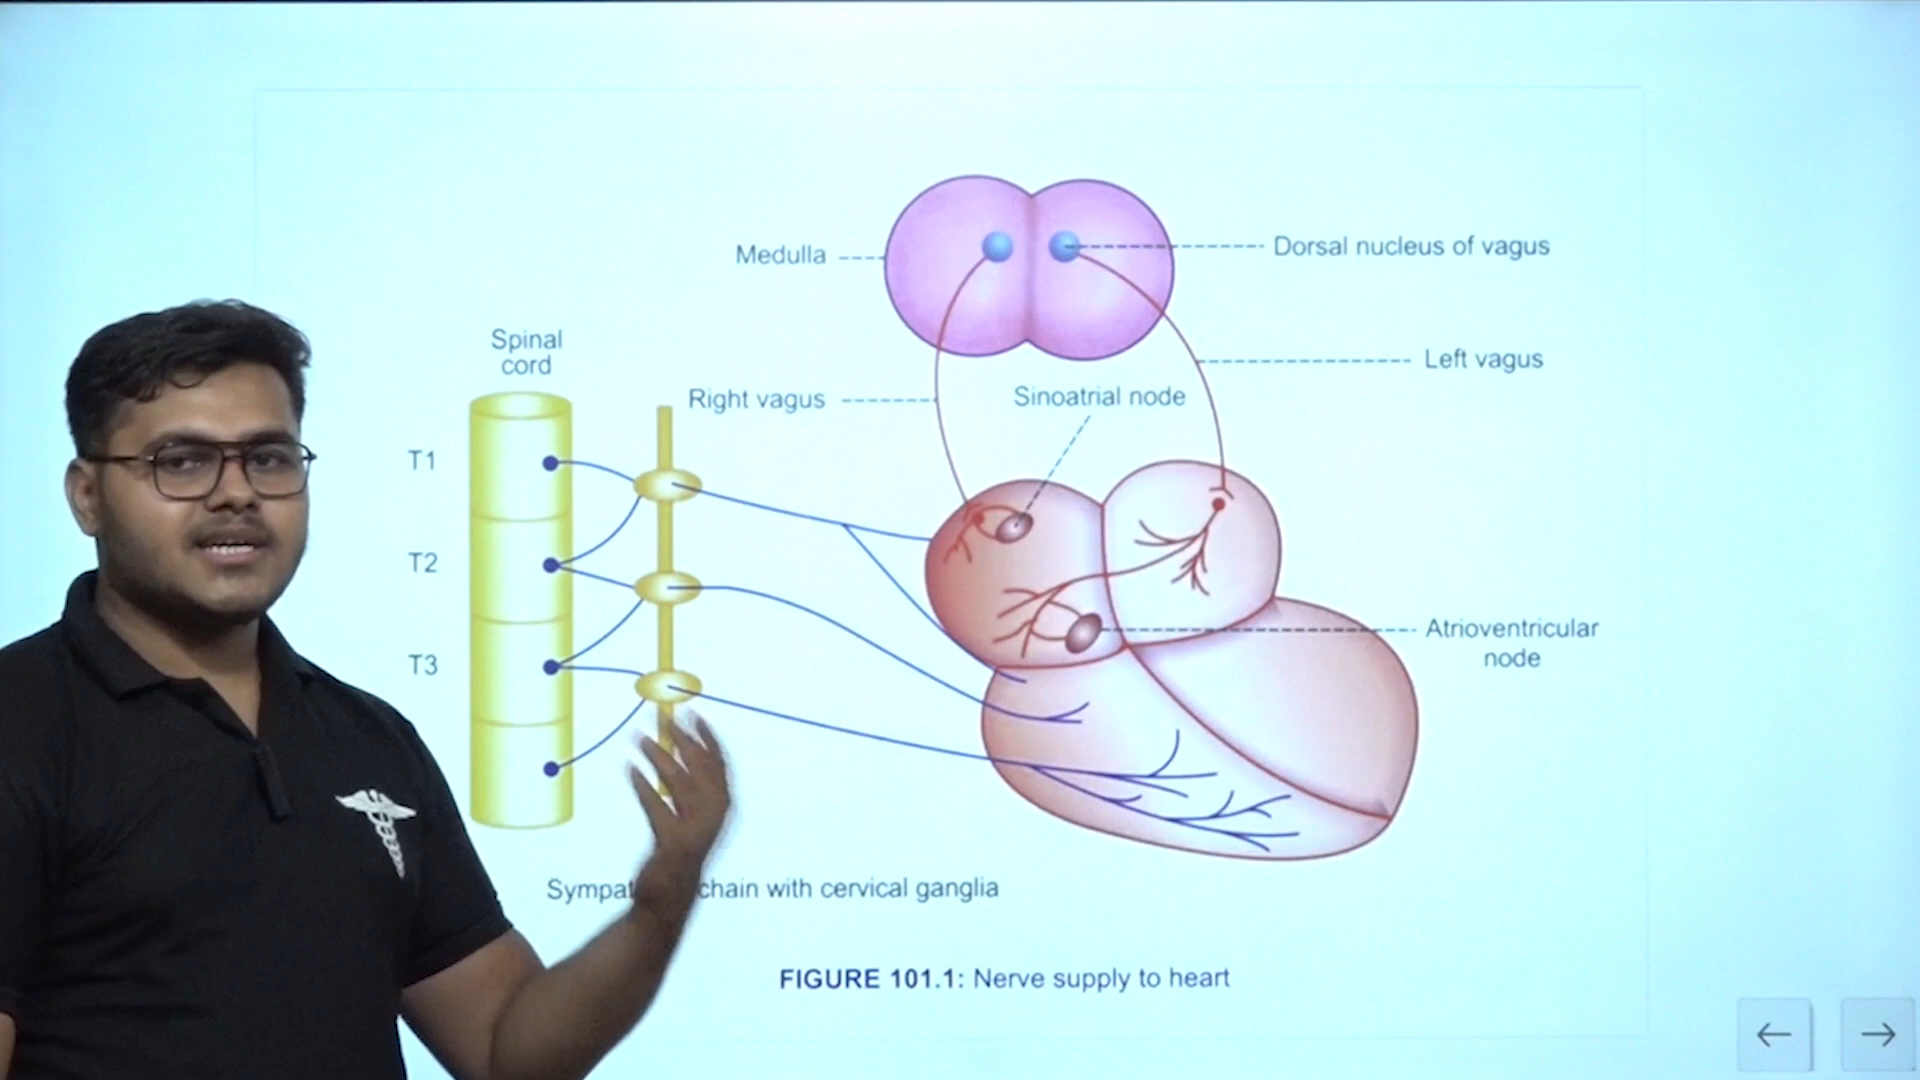 Medulla
Dorsal nucleus of vagus
Spinal
cord
Left vagus
Right vagus
Sinoatrial node
T1
T2
T3
Atrioventricular
node
Sympat chain with cervical ganglia
FIGURE 101.1: Nerve supply to heart